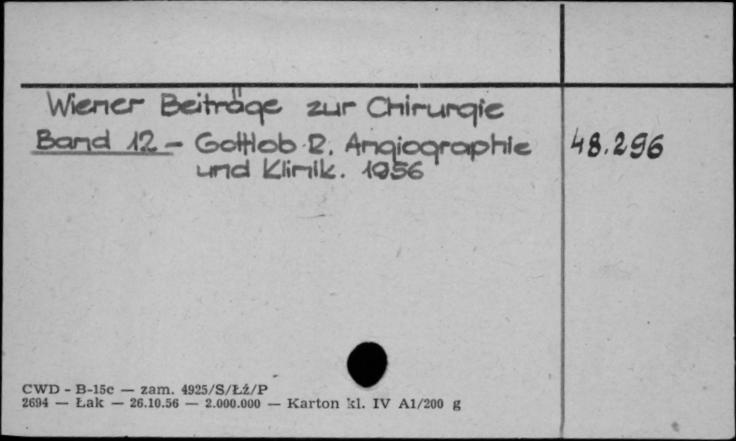 Wiener Beiträge zur Chirurgie
Band 12 - Gottlob R. Angiographie 48.296
und Klinik. 1956
CWD - B-15c — zam. 4925/S/Łż/P
2694 — Łak — 26.10.56 — 2.000.000 — Karton kl. IV A1/200 g